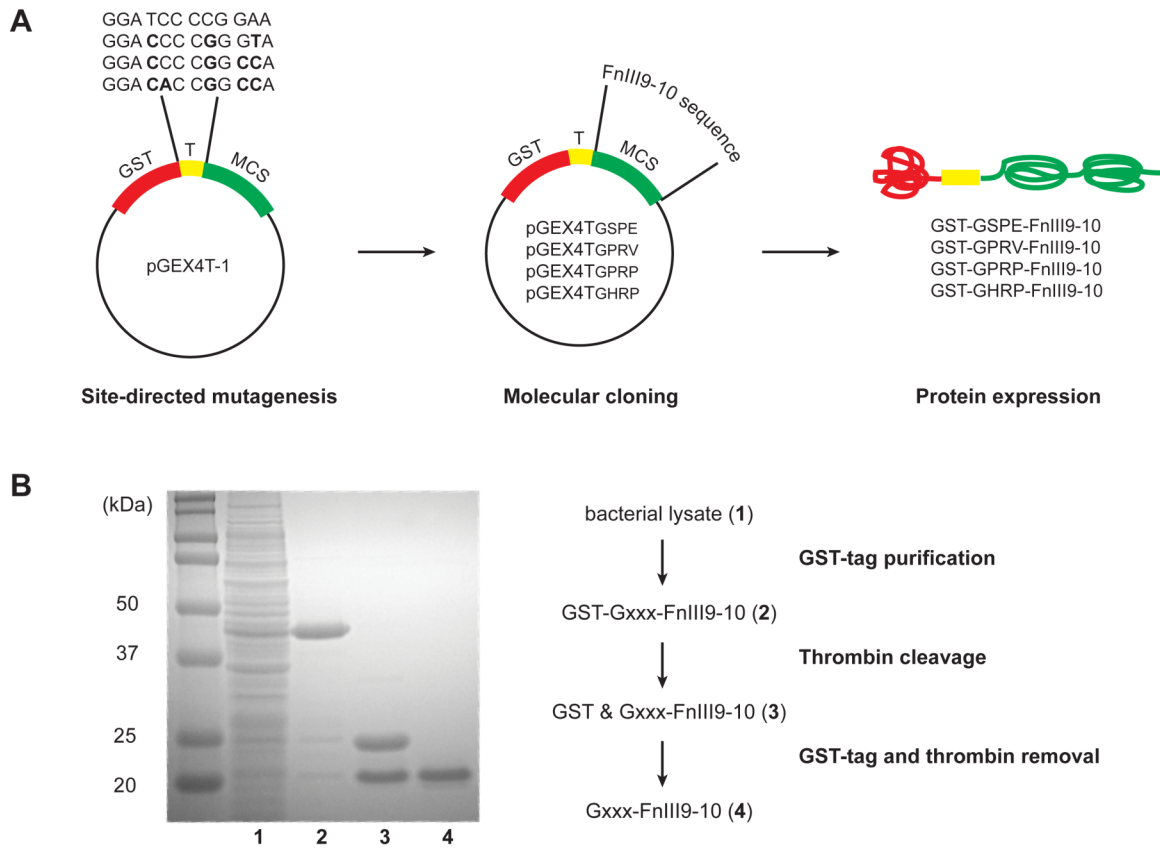 A
GGA TCC CCG GAA
GGA CCC CGG GTA
GGA CCC CGG CCA
GGA CAC CGG CCA
GST
T
MCS
pGEX4T-1
Site-directed mutagenesis
FnIII9-10 sequence
GST
T
MCS
pGEX4TGSPE
pGEX4TGPRV
pGEX4TGPRP
pGEX4TGHRP
Molecular cloning
GST-GSPE-FnIII9-10
GST-GPRV-FnIII9-10
GST-GPRP-FnIII9-10
GST-GHRP-FnIII9-10
Protein expression
B
(kDa)
50
37
25
20
1 2 3 4
bacterial lysate (1)
GST-tag purification
GST-Gxxx-FnIII9-10 (2)
Thrombin cleavage
GST & Gxxx-FnIII9-10 (3)
GST-tag and thrombin removal
Gxxx-FnIII9-10 (4)